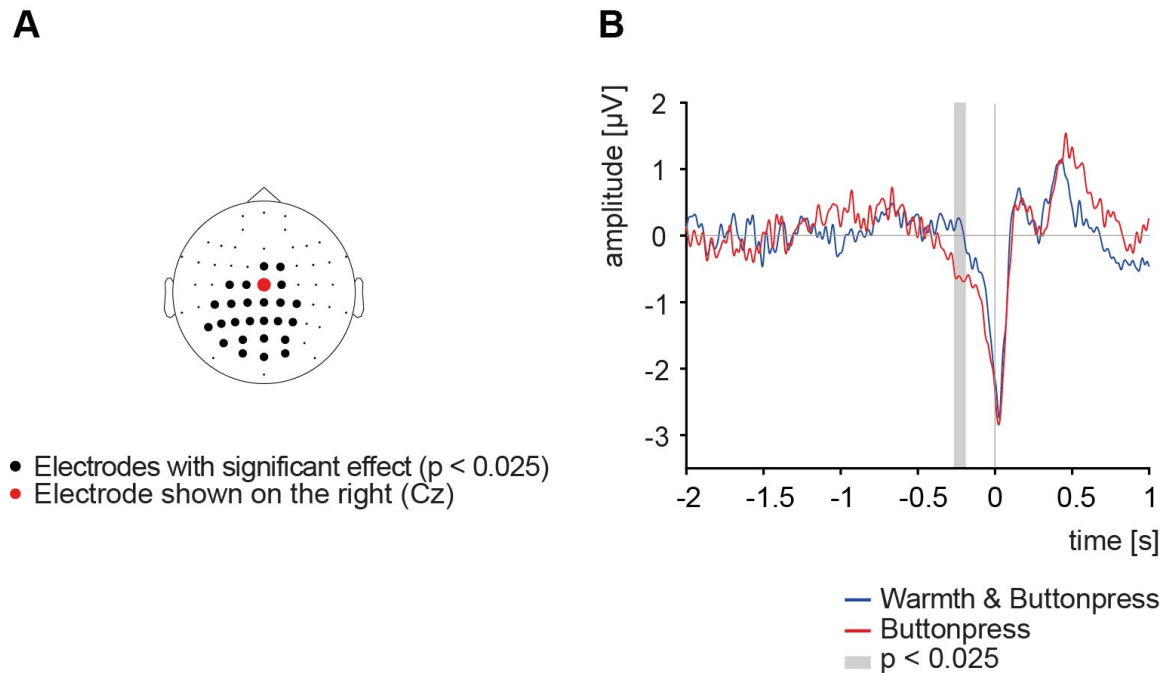 A
B
Electrodes with significant effect (p < 0.025)
Electrode shown on the right (Cz)
amplitude [µV]
2
1
0
-1
-2
-3
-2 -1.5 -1 -0.5 0 0.5 1
time [s]
Warmth & Buttonpress
Buttonpress
p < 0.025